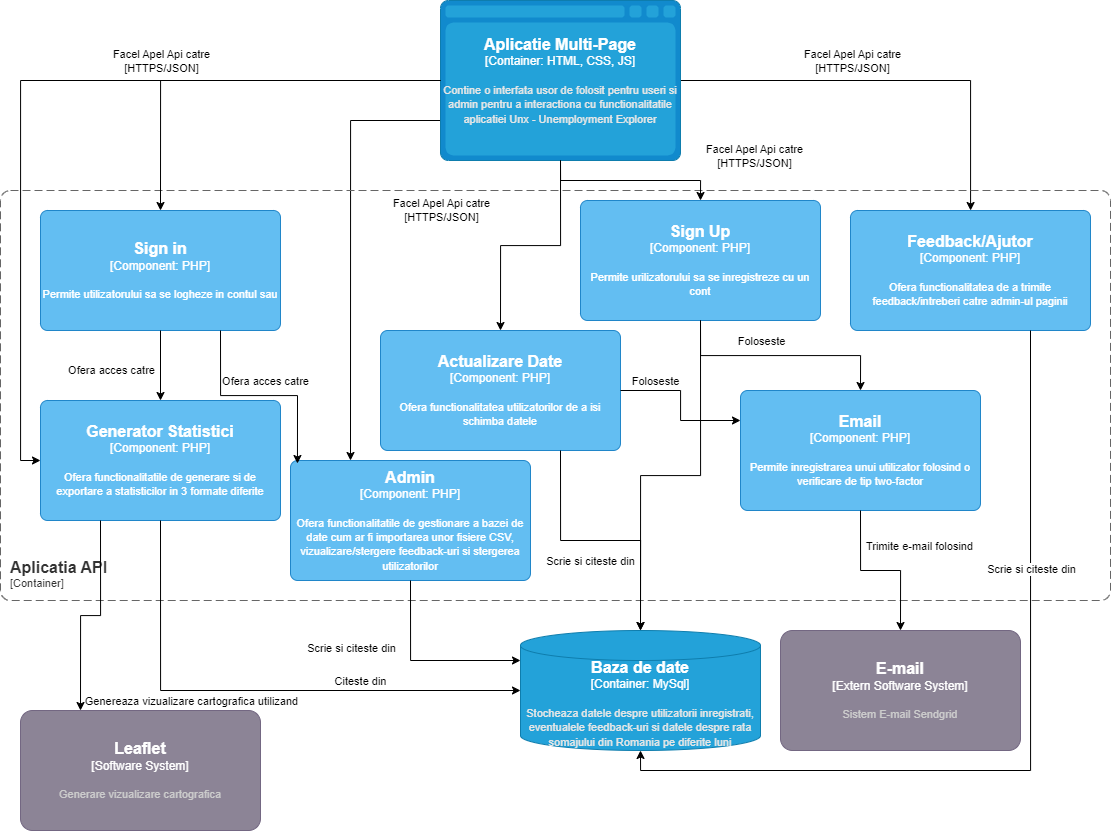 Aplicatie Multi-Page
[Container: HTML, CSS, JS]
Contine o interfata usor de folosit pentru useri si
admin pentru a interactiona cu functionalitatile
aplicatiei Unx - Unemployment Explorer
Facel Apel Api catre
[HTTPS/JSON]
Facel Apel Api catre
[HTTPS/JSON]
Facel Apel Api catre
[HTTPS/JSON]
Facel Apel Api catre
[HTTPS/JSON]
Sign in
[Component: PHP]
Permite utilizatorului sa se logheze in contul sau
Sign Up
[Component: PHP]
Permite urilizatorului sa se inregistreze cu un
cont
Feedback/Ajutor
[Component: PHP]
Ofera functionalitatea de a trimite
feedback/intreberi catre admin-ul paginii
Ofera acces catre
Ofera acces catre
Actualizare Date
[Component: PHP]
Ofera functionalitatea utilizatorilor de a isi
schimba datele
Foloseste
Foloseste
Generator Statistici
[Component: PHP]
Ofera functionalitatile de generare si de
exportare a statisticilor in 3 formate diferite
Admin
[Component: PHP]
Ofera functionalitatile de gestionare a bazei de
date cum ar fi importarea unor fisiere CSV,
vizualizare/stergere feedback-uri si stergerea
utilizatorilor
Email
[Component: PHP]
Permite inregistrarea unui utilizator folosind o
verificare de tip two-factor
Aplicatia API
[Container]
Trimite e-mail folosind
Scrie si citeste din
Scrie si citeste din
Scrie si citeste din
Citeste din
Genereaza vizualizare cartografica utilizand
Baza de date
[Container: MySql]
Stocheaza datele despre utilizatorii inregistrati,
eventualele feedback-uri si datele despre rata
somajului din Romania pe diferite luni
E-mail
[Extern Software System]
Sistem E-mail Sendgrid
Leaflet
[Software System]
Generare vizualizare cartografica